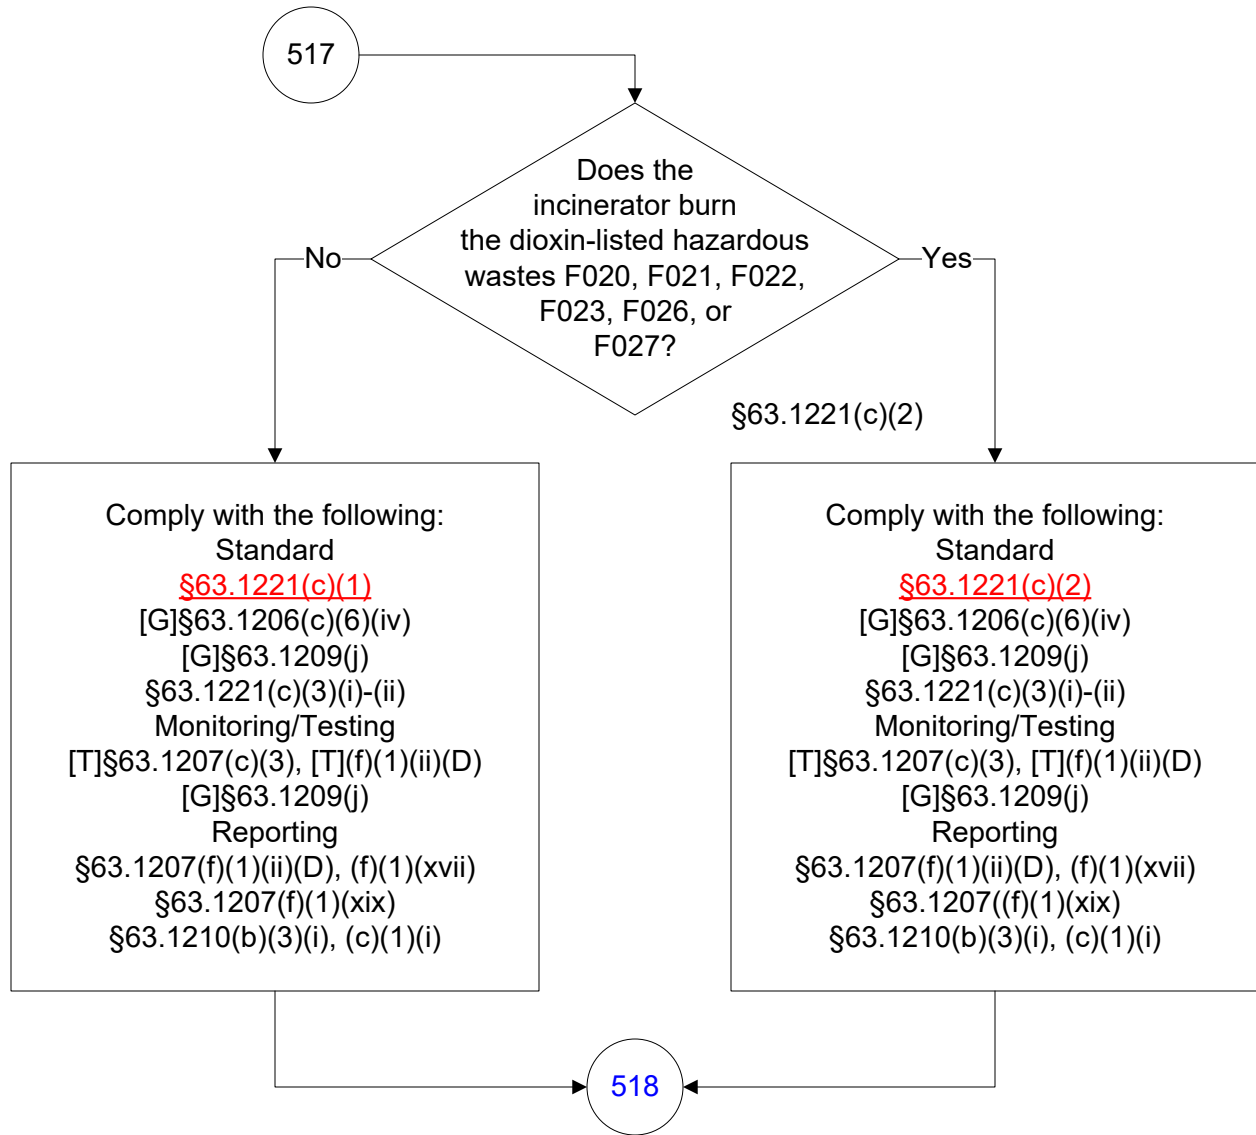 517
Does the
incinerator burn
the dioxin-listed hazardous
wastes F020, F021, F022,
F023, F026, or
F027?
No
Yes
§63.1221(c)(2)
Comply with the following:
Standard
§63.1221(c)(1)
[G]§63.1206(c)(6)(iv)
[G]§63.1209(j)
§63.1221(c)(3)(i)-(ii)
Monitoring/Testing
[T]§63.1207(c)(3), [T](f)(1)(ii)(D)
[G]§63.1209(j)
Reporting
§63.1207(f)(1)(ii)(D), (f)(1)(xvii)
§63.1207(f)(1)(xix)
§63.1210(b)(3)(i), (c)(1)(i)
Comply with the following:
Standard
§63.1221(c)(2)
[G]§63.1206(c)(6)(iv)
[G]§63.1209(j)
§63.1221(c)(3)(i)-(ii)
Monitoring/Testing
[T]§63.1207(c)(3), [T](f)(1)(ii)(D)
[G]§63.1209(j)
Reporting
§63.1207(f)(1)(ii)(D), (f)(1)(xvii)
§63.1207((f)(1)(xix)
§63.1210(b)(3)(i), (c)(1)(i)
518